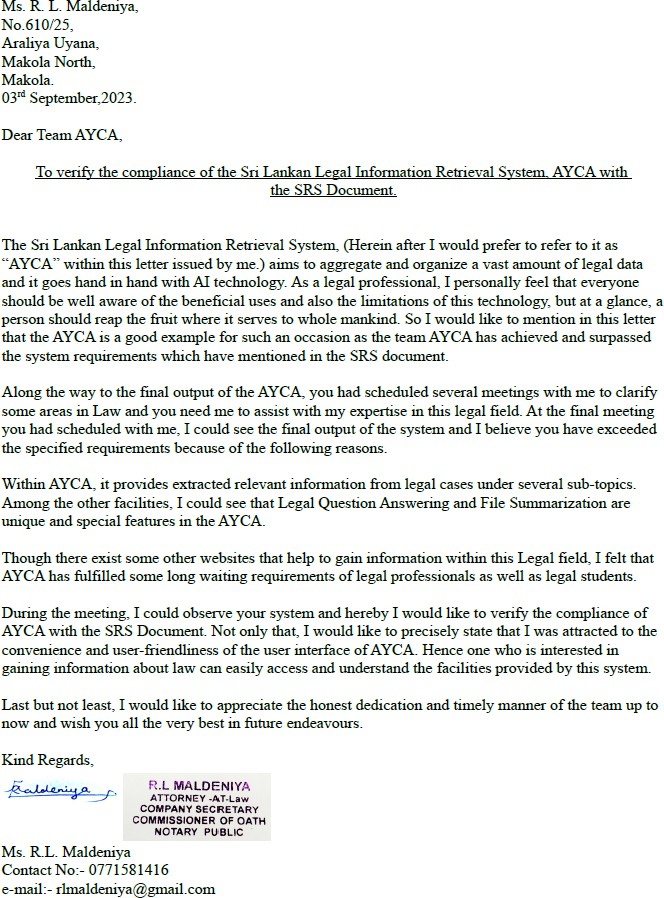 Ms. R. L. Maldeniya,
No.610/25,
Araliya Uyana,
Makola North,
Makola.
03rd September,2023.
Dear Team AYCA,
To verify the compliance of the Sri Lankan Legal Information Retrieval System, AYCA with
the SRS Document.
The Sri Lankan Legal Information Retrieval System, (Herein after I would prefer to refer to it as
“AYCA” within this letter issued by me.) aims to aggregate and organize a vast amount of legal data
and it goes hand in hand with AI technology. As a legal professional, I personally feel that everyone
should be well aware of the beneficial uses and also the limitations of this technology, but at a glance, a
person should reap the fruit where it serves to whole mankind. So I would like to mention in this letter
that the AYCA is a good example for such an occasion as the team AYCA has achieved and surpassed
the system requirements which have mentioned in the SRS document.
Along the way to the final output of the AYCA, you had scheduled several meetings with me to clarify
some areas in Law and you need me to assist with my expertise in this legal field. At the final meeting
you had scheduled with me, I could see the final output of the system and I believe you have exceeded
the specified requirements because of the following reasons.
Within AYCA, it provides extracted relevant information from legal cases under several sub-topics.
Among the other facilities, I could see that Legal Question Answering and File Summarization are
unique and special features in the AYCA.
Though there exist some other websites that help to gain information within this Legal field, I felt that
AYCA has fulfilled some long waiting requirements of legal professionals as well as legal students.
During the meeting, I could observe your system and hereby I would like to verify the compliance of
AYCA with the SRS Document. Not only that, I would like to precisely state that I was attracted to the
convenience and user-friendliness of the user interface of AYCA. Hence one who is interested in
gaining information about law can easily access and understand the facilities provided by this system.
Last but not least, I would like to appreciate the honest dedication and timely manner of the team up to
now and wish you all the very best in future endeavours.
Kind Regards,
Maldeniya
R.L MALDENIYA
ATTORNEY -AT-Law
COMPANY SECRETARY
COMMISSIONER OF OATH
NOTARY PUBLIC
Ms. R.L. Maldeniya
Contact No:- 0771581416
e-mail:- rlmaldeniya@gmail.com